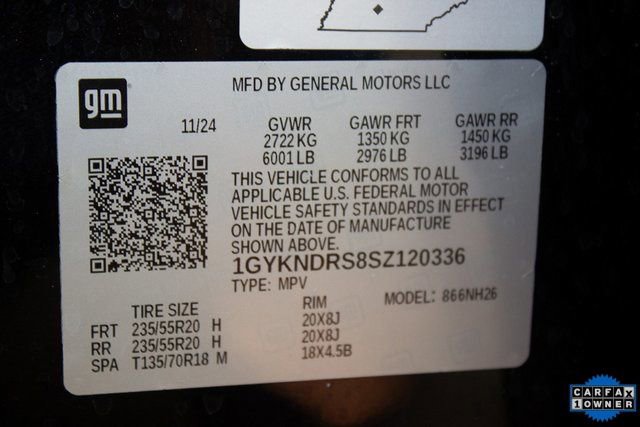 gm
MFD BY GENERAL MOTORS LLC
11/24
GVWR GAWR FRT GAWR RR
2722 KG 1350 KG 1450 KG
6001 LB 2976 LB 3196 LB
THIS VEHICLE CONFORMS TO ALL
APPLICABLE U.S. FEDERAL MOTOR
VEHICLE SAFETY STANDARDS IN EFFECT
ON THE DATE OF MANUFACTURE
SHOWN ABOVE.
1GYKNDRS8SZ120336
TYPE: MPV MODEL: 866NH26
TIRE SIZE RIM
FRT 235/55R20 H 20X8J
RR 235/55R20 H 20X8J
SPA T135/70R18 M 18X4.5B
CARFAX
1 OWNER